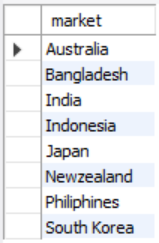 market
Australia
Bangladesh
India
Indonesia
Japan
Newzealand
Philiphines
South Korea